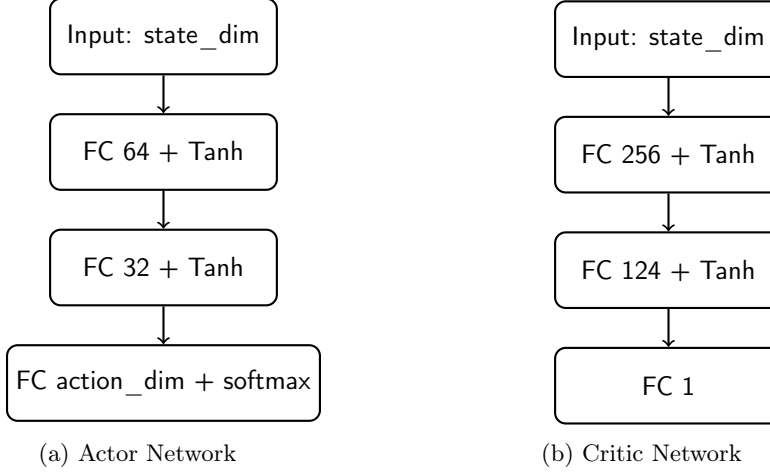 Input: state_dim
FC 64 + Tanh
FC 32 + Tanh
FC action_dim + softmax
(a) Actor Network
Input: state_dim
FC 256 + Tanh
FC 124 + Tanh
FC 1
(b) Critic Network